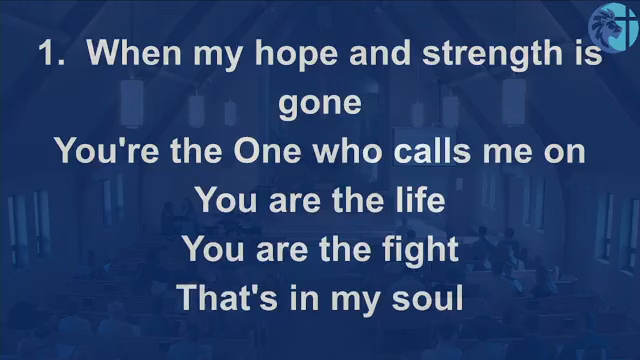 1. When my hope and strength is
gone
You're the One who calls me on
You are the life
You are the fight
That's in my soul